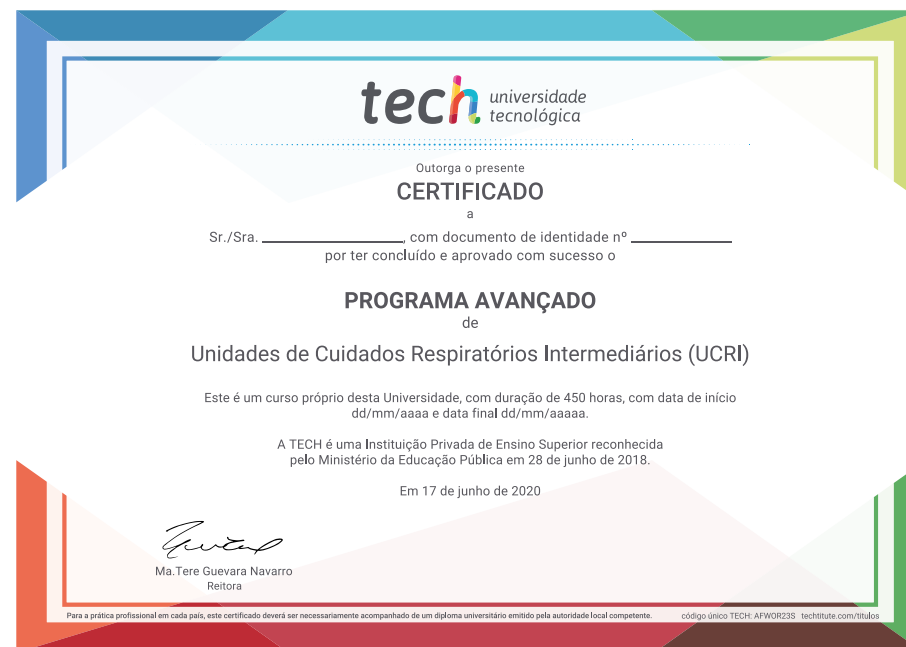 tech universidade
tecnológica
Outorga o presente
CERTIFICADO
a
Sr./Sra. ____________, com documento de identidade nº _________
por ter concluído e aprovado com sucesso o
PROGRAMA AVANÇADO
de
Unidades de Cuidados Respiratórios Intermediários (UCRI)
Este é um curso próprio desta Universidade, com duração de 450 horas, com data de início
dd/mm/aaaa e data final dd/mm/aaaaa.
A TECH é uma Instituição Privada de Ensino Superior reconhecida
pelo Ministério da Educação Pública em 28 de junho de 2018.
Em 17 de junho de 2020
Ma.Tere Guevara Navarro
Reitora
Para a prática profissional em cada país, este certificado deverá ser necessariamente acompanhado de um diploma universitário emitido pela autoridade local competente. código único TECH: AFWOR23S techtitute.com/titulos